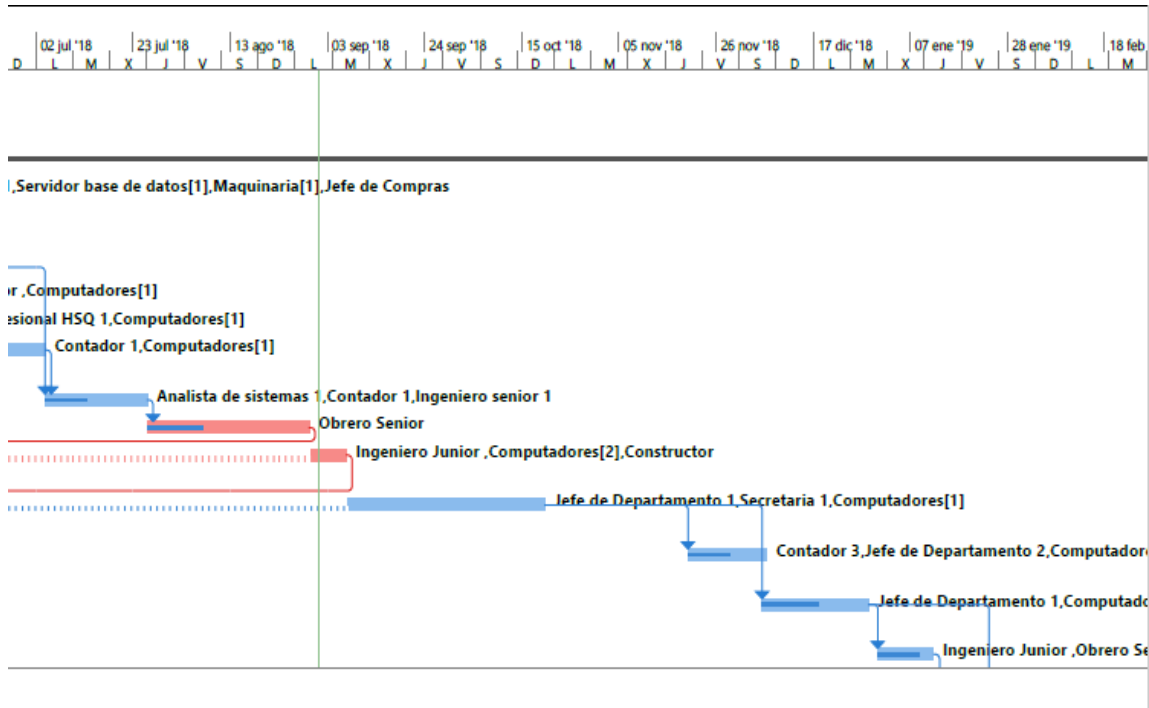 02 jul '18 23 jul '18 13 ago '18 03 sep '18 24 sep '18 15 oct '18 05 nov '18 26 nov '18 17 dic '18 07 ene '19 28 ene '19 18 feb
D L M X J V S D L M X J V S D L M X J V S D L M X J V S D L M
,Servidor base de datos[1],Maquinaria[1],Jefe de Compras
or ,Computadores[1]
esional HSQ 1,Computadores[1]
Contador 1,Computadores[1]
Analista de sistemas 1,Contador 1,Ingeniero senior 1
Obrero Senior
Ingeniero Junior ,Computadores[2],Constructor
Jefe de Departamento 1,Secretaria 1,Computadores[1]
Contador 3,Jefe de Departamento 2,Computadore
Jefe de Departamento 1,Computado
Ingeniero Junior ,Obrero Se